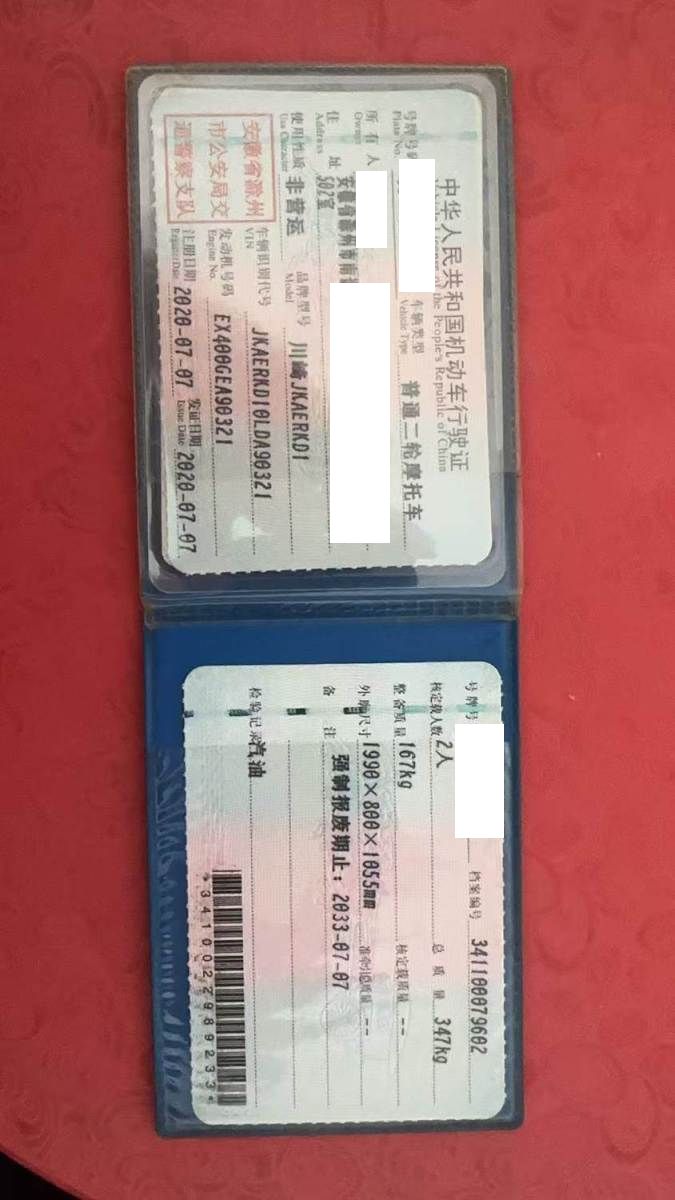 中华人民共和国机动车行驶证
of the People's Republic of China
号牌号码
Plate No.
车辆类型 普通二轮摩托车
Vehicle Type
所有人
Owner
住址 安徽省滁州市南
Address 502室
使用性质 非营运
Use Character
品牌型号 川崎JKAERKD1
Model
安徽省滁州
市公安局交
通警察支队
车辆识别代号 JKAERKD10LDA90321
VIN
发动机号码 EX400GEA90321
Engine No.
注册日期 2020-07-07
Register Date
发证日期 2020-07-07
Issue Date
号牌号
档案编号 341100079602
核定载人数 2人
总质量 347kg
整备质量 167kg
核定载质量 --
外廓尺寸 1990×800×1055mm
准牵引总质量 --
备注 强制报废期止：2033-07-07
检验记录 汽油
*3410022989233*